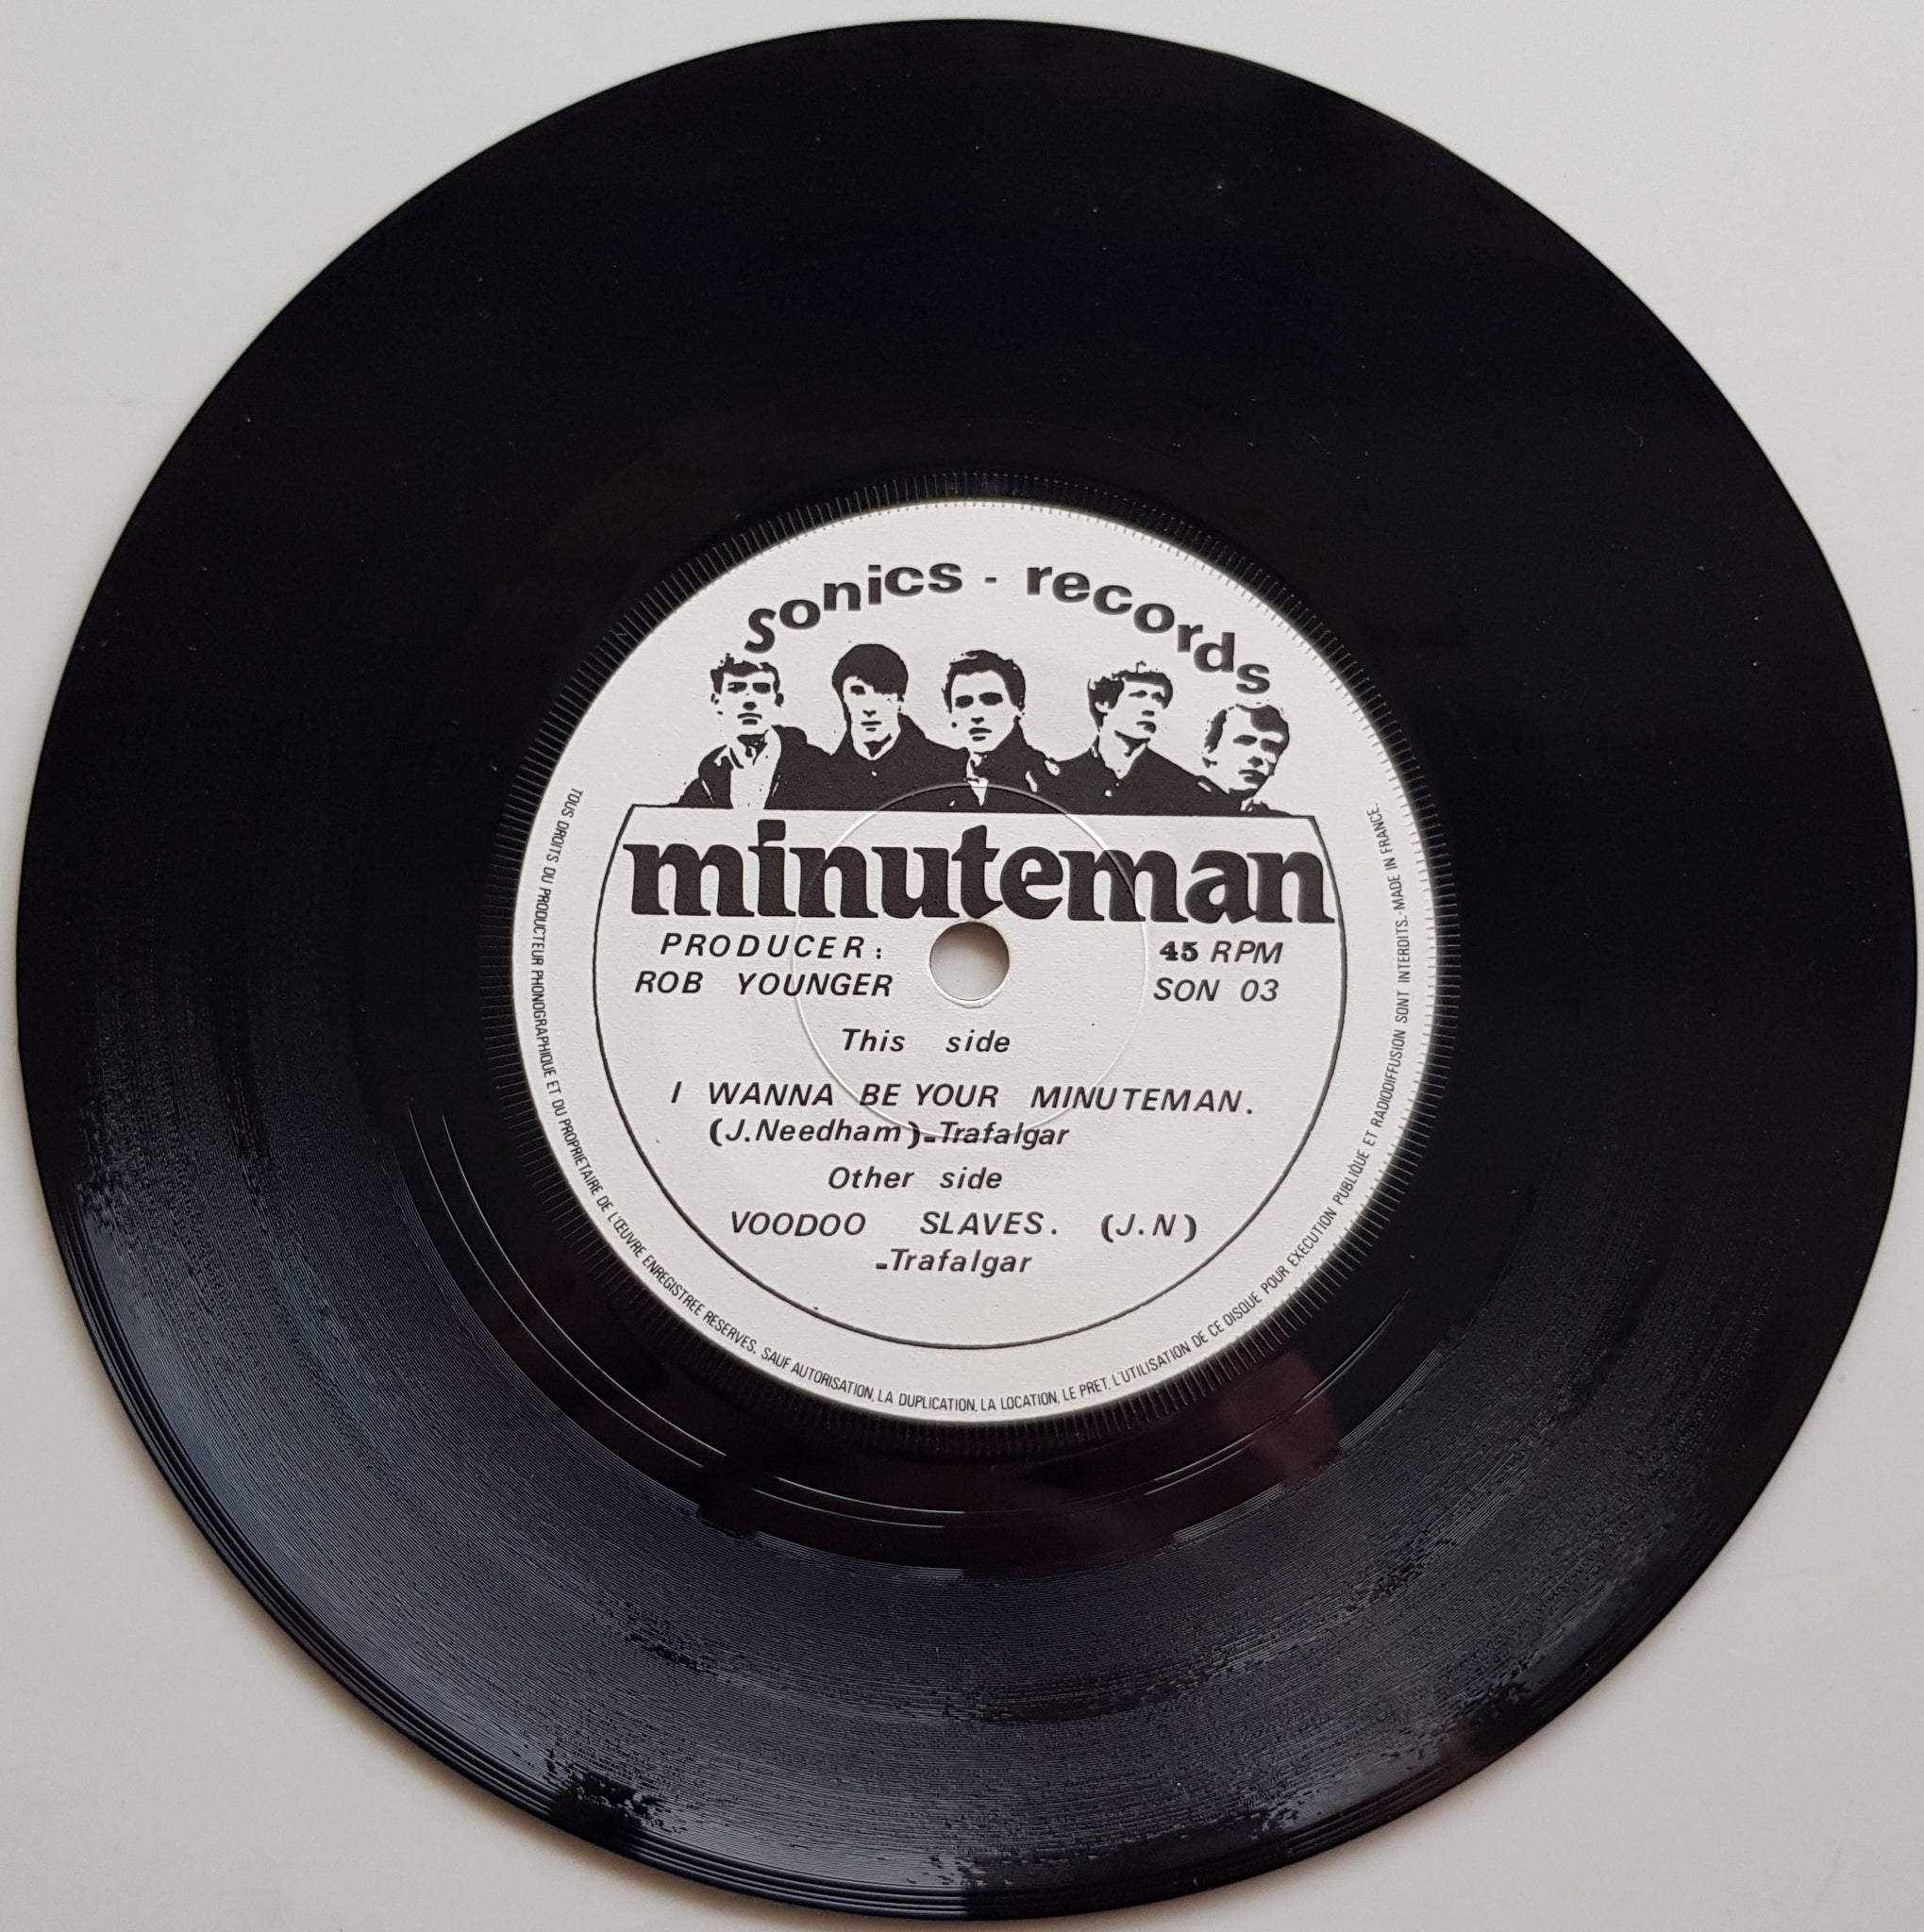 sonics - records
minuteman
PRODUCER:
ROB YOUNGER
45 RPM
SON 03
This side
I WANNA BE YOUR MINUTEMAN.
(J.Needham)-Trafalgar
Other side
VOODOO SLAVES. (J.N)
-Trafalgar
TOUS DROITS DU PRODUCTEUR PHONOGRAPHIQUE ET DU PROPRIETAIRE DE L'ŒUVRE ENREGISTREE RESERVES. SAUF AUTORISATION, LA DUPLICATION, LA LOCATION, LE PRET, L'UTILISATION DE CE DISQUE POUR EXECUTION PUBLIQUE ET RADIODIFFUSION SONT INTERDITS.-MADE IN FRANCE.